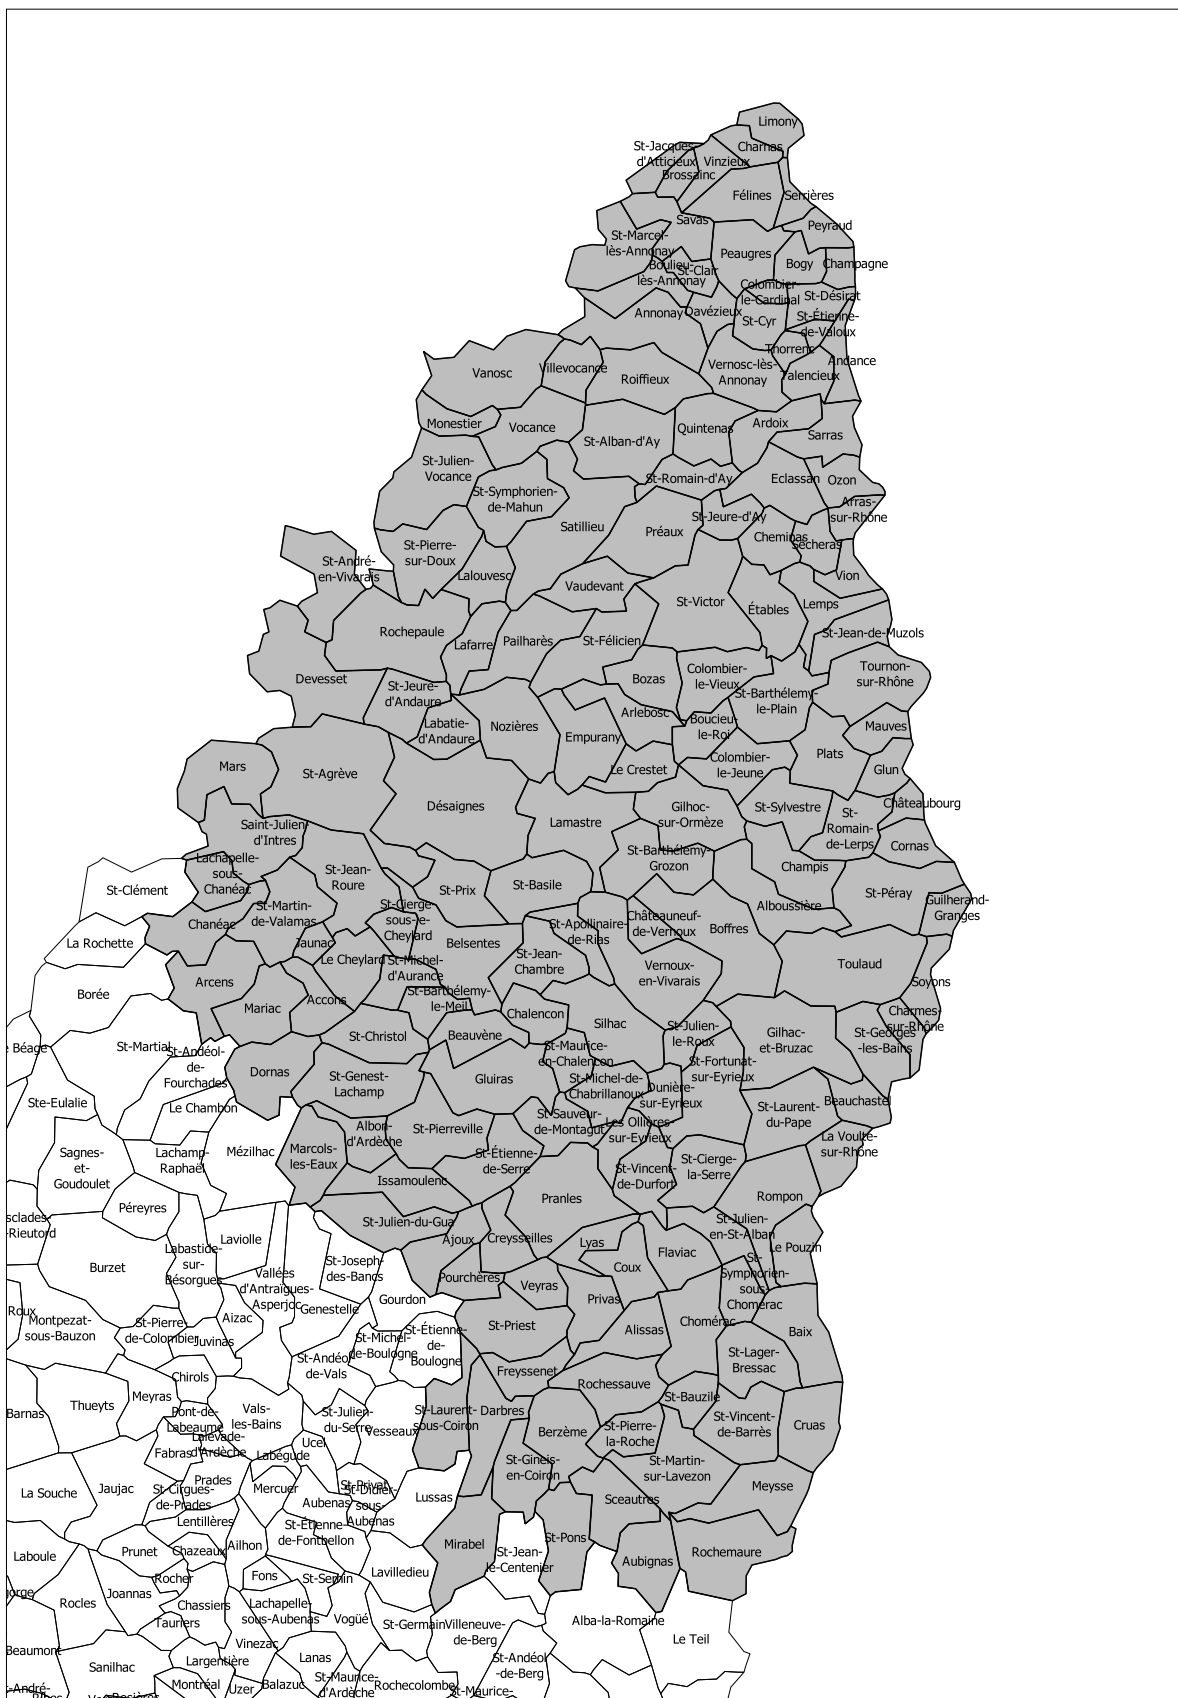 Limony
Charnas
St-Jacques-
d'Atticieux
Vinzieux
Brossainc
Félines
Serrières
Savas
Peyraud
St-Marcel-
lès-Annonay
Peaugres
Bogy
Champagne
Boulieu-
lès-Annonay
St-Clair
Colombier-
le-Cardinal
St-Désirat
Annonay
Davézieux
St-Cyr
St-Étienne-
de-Valoux
Thorrenc
Andance
Vanosc
Villevocance
Roiffieux
Vernosc-lès-
Annonay
Talencieux
Monestier
Vocance
St-Alban-d'Ay
Quintenas
Ardoix
Sarras
St-Julien-
Vocance
St-Romain-d'Ay
Eclassan
Ozon
St-Symphorien-
de-Mahun
Arras-
sur-Rhône
Satillieu
Préaux
St-Jeure-d'Ay
Cheminas
Sécheras
St-Pierre-
sur-Doux
St-André-
en-Vivarais
Lalouvesc
Vaudevant
Vion
St-Victor
Étables
Lemps
Rochepaule
Lafarre
Pailharès
St-Félicien
St-Jean-de-Muzols
Devesset
St-Jeure-
d'Andaure
Bozas
Colombier-
le-Vieux
Tournon-
sur-Rhône
St-Barthélemy-
le-Plain
Labatie-
d'Andaure
Nozières
Empurany
Arlebosc
Boucieu-
le-Roi
Mauves
Mars
St-Agrève
Le Crestet
Colombier-
le-Jeune
Plats
Glun
Désaignes
Lamastre
Gilhoc-
sur-Ormèze
St-Sylvestre
Châteaubourg
St-
Romain-
de-Lerps
Saint-Julien-
d'Intres
Cornas
Lachapelle-
sous-
Chanéac
St-Jean-
Roure
St-Barthélemy-
Grozon
Champis
St-Clément
St-Prix
St-Basile
St-Péray
Guilherand-
Granges
St-Martin-
de-Valamas
St-Cierge-
sous-le-
Cheylard
Alboussière
Chanéac
St-Apollinaire-
de-Rias
Châteauneuf-
de-Vernoux
Boffres
La Rochette
Jaunac
Le Cheylard
Belsentes
St-Michel-
d'Aurance
St-Jean-
Chambre
Vernoux-
en-Vivarais
Toulaud
Borée
Arcens
Soyons
Mariac
Accons
St-Barthélemy-
le-Meil
Chalencon
Silhac
Charmes-
sur-Rhône
St-Georges
-les-Bains
St-Christol
Beauvène
St-Julien-
le-Roux
Gilhac-
et-Bruzac
St-Martial
St-Andéol-
de-
Fourchades
St-Maurice-
en-Chalencon
St-Fortunat-
sur-Eyrieux
Dornas
St-Genest-
Lachamp
Gluiras
St-Michel-de-
Chabrillanoux
Dunière-
sur-Eyrieux
Beauchastel
Ste-Eulalie
Le Chambon
St-Sauveur-
de-Montagut
Les Ollières-
sur-Eyrieux
St-Laurent-
du-Pape
Albon-
d'Ardèche
St-Pierreville
La Voulte-
sur-Rhône
Sagnes-
et-
Goudoulet
Lachamp-
Raphaël
Mézilhac
Marcols-
les-Eaux
St-Étienne-
de-Serre
St-Vincent-
de-Durfort
St-Cierge-
la-Serre
Issamoulenc
Pranles
Rompon
Péreyres
St-Julien-du-Gua
St-Julien-
en-St-Alban
Laviolle
Labastide-
sur-
Bésorgues
Ajoux
Creysseilles
Lyas
Flaviac
Le Pouzin
Burzet
Vallées
d'Antraigues-
Asperjoc
St-Joseph-
des-Bancs
Coux
St-
Symphorien-
sous-
Chomérac
Pourchères
Veyras
Privas
Gourdon
Genestelle
Montpezat-
sous-Bauzon
St-Pierre-
de-Colombier
Aizac
Juvinas
St-Michel-
de-Boulogne
St-Étienne-
de-
Boulogne
St-Priest
Alissas
Chomérac
Baix
St-Lager-
Bressac
St-Andéol-
de-Vals
Freyssenet
Chirols
Rochessauve
St-Bauzile
Meyras
Thueyts
Barnas
Pont-de-
Labeaume
Vals-
les-Bains
St-Julien-
du-Serre
Vesseaux
St-Laurent-
sous-Coiron
Darbres
Berzème
St-Pierre-
la-Roche
St-Vincent-
de-Barrès
Cruas
Lalevade-
d'Ardèche
Fabras
Labégude
Ucel
St-Gineis-
en-Coiron
St-Martin-
sur-Lavezon
La Souche
Jaujac
Prades
St-Cirgues-
de-Prades
Mercuer
Aubenas
St-Privat
St-Didier-
sous-
Aubenas
Lussas
Sceautres
Meysse
Lentillères
St-Étienne-
de-Fontbellon
Laboule
Prunet
Chazeaux
Ailhon
Mirabel
St-Jean-
le-Centenier
St-Pons
Aubignas
Rochemaure
Rocher
Fons
St-Sernin
Lavilledieu
Joannas
Rocles
Chassiers
Lachapelle-
sous-Aubenas
Vogüé
Tauriers
St-Germain
Villeneuve-
de-Berg
Alba-la-Romaine
Le Teil
Beaumont
Sanilhac
Vinezac
Largentière
Lanas
St-Andéol
-de-Berg
Montréal
Uzer
Balazuc
St-Maurice-
d'Ardèche
Rochecolombe
St-Maurice-